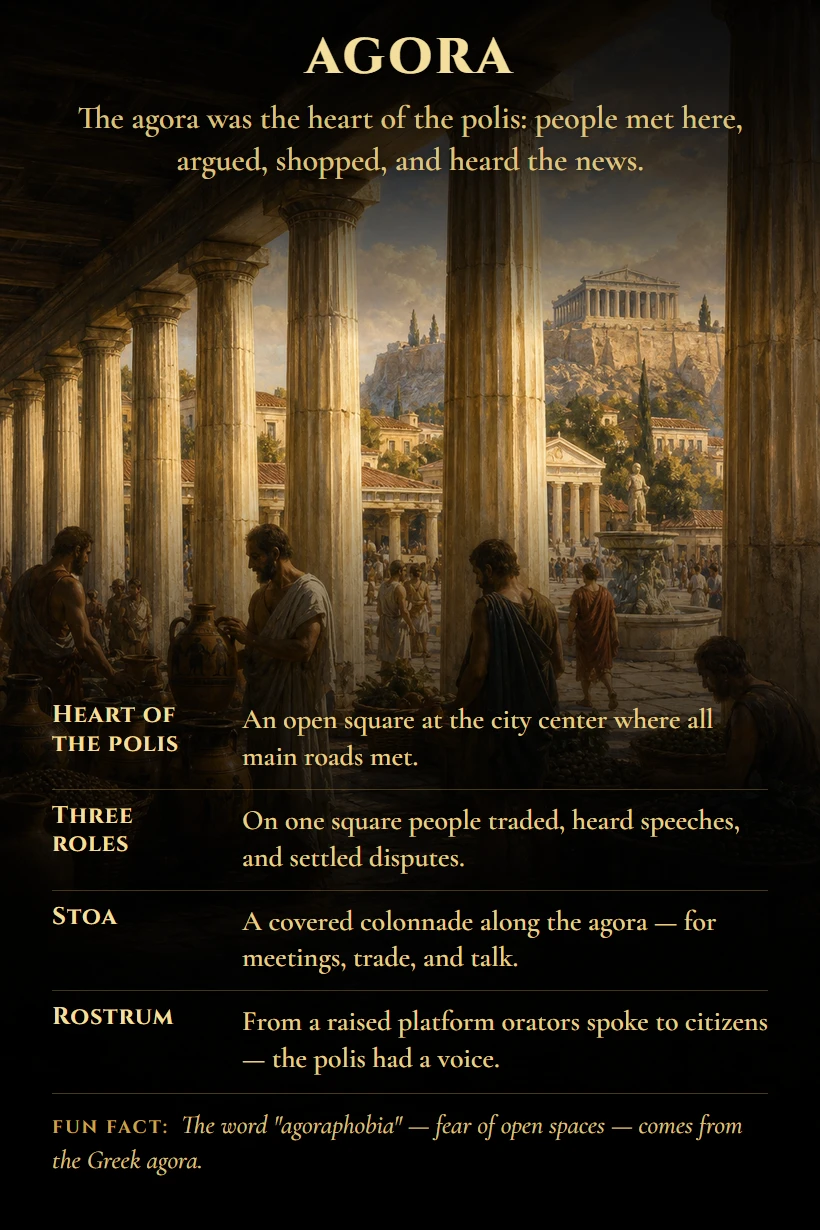 AGORA
The agora was the heart of the polis: people met here,
argued, shopped, and heard the news.
HEART OF
THE POLIS
An open square at the city center where all
main roads met.
THREE
ROLES
On one square people traded, heard speeches,
and settled disputes.
STOA
A covered colonnade along the agora — for
meetings, trade, and talk.
ROSTRUM
From a raised platform orators spoke to citizens
— the polis had a voice.
FUN FACT: The word "agoraphobia" — fear of open spaces — comes from
the Greek agora.